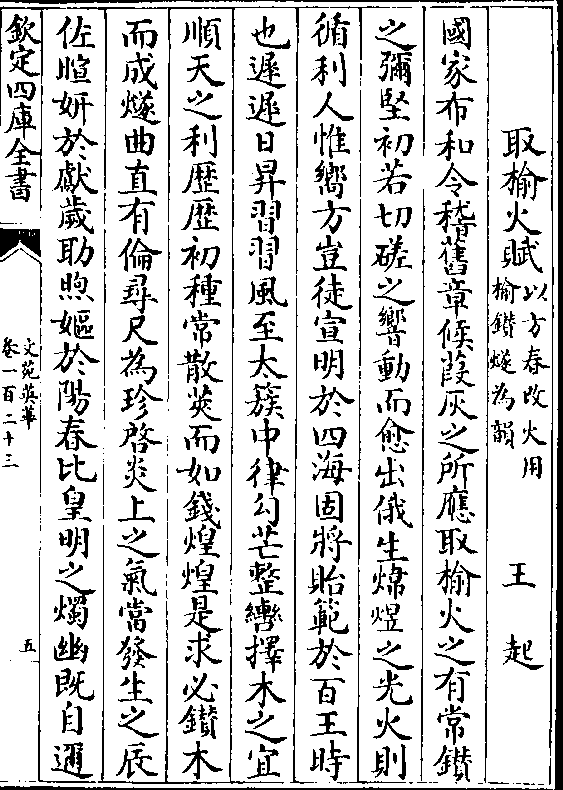 取榆火賦以方春改火用榆鑚燧為韻 王起
國家布和令稽舊章候葭灰之所應取榆火之有常鑚
之彌堅初若切磋之響動而愈出俄生煒煜之光火則
循利人惟嚮方豈徒宣明於四海固將貽範於百王時
也遲遲日昇習習風至太簇中律勾芒整轡擇木之宜
順天之利歷歷初種常散莢而如錢煌煌是求必鑚木
而成燧曲直有倫尋尺為珍啓炎上之氣當發生之辰
佐暄妍於獻歲助煦嫗於陽春比皇明之燭幽既自邇
欽定四庫全書
文苑英華
卷一百二十三
五